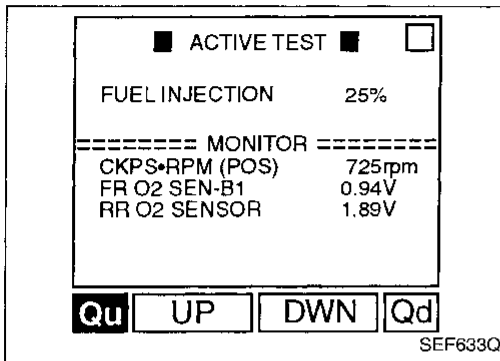 ■ ACTIVE TEST ■ □
FUEL INJECTION 25%
======== MONITOR ========
CKPS•RPM (POS) 725rpm
FR O2 SEN-B1 0.94V
RR O2 SENSOR 1.89V
Qu UP DWN Qd
SEF633Q